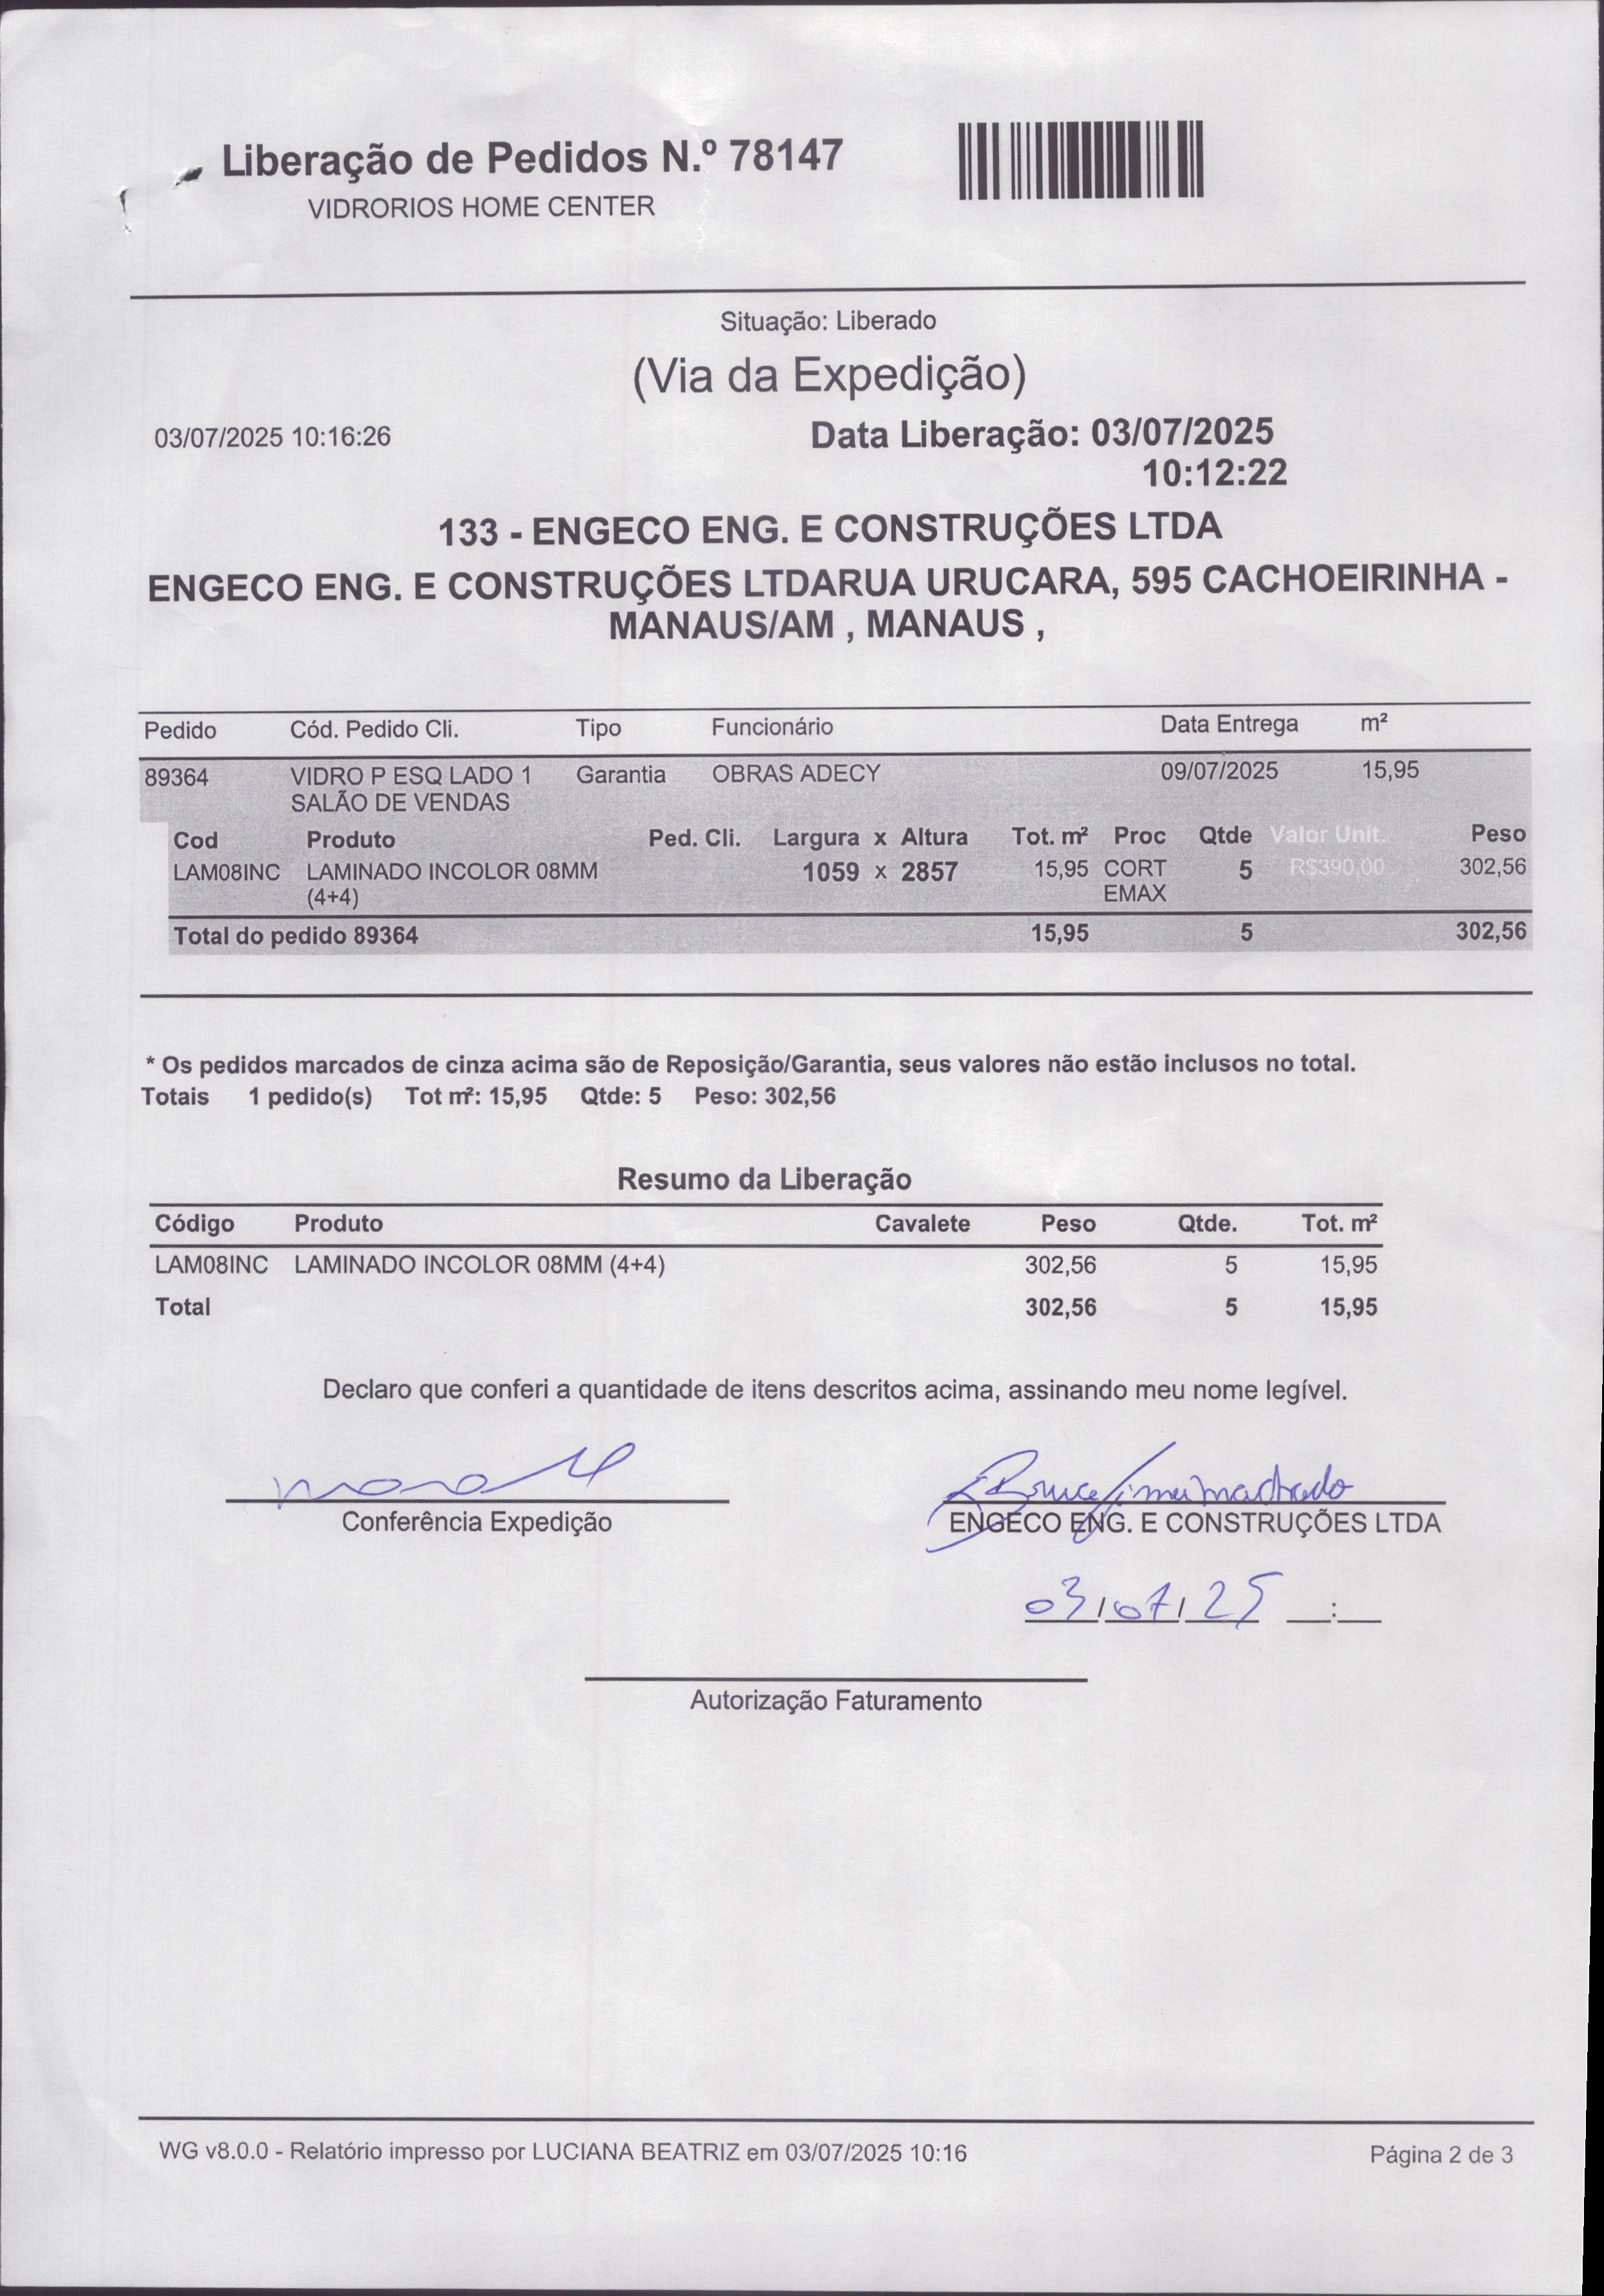 Liberação de Pedidos N.º 78147
VIDRORIOS HOME CENTER
Situação: Liberado
(Via da Expedição)
03/07/2025 10:16:26
Data Liberação: 03/07/2025
10:12:22
133 - ENGECO ENG. E CONSTRUÇÕES LTDA
ENGECO ENG. E CONSTRUÇÕES LTDARUA URUCARA, 595 CACHOEIRINHA -
MANAUS/AM , MANAUS ,
Pedido Cód. Pedido Cli. Tipo Funcionário Data Entrega m²
89364 VIDRO P ESQ LADO 1 Garantia OBRAS ADECY 09/07/2025 15,95
SALÃO DE VENDAS
Cod Produto Ped. Cli. Largura x Altura Tot. m² Proc Qtde Valor Unit. Peso
LAM08INC LAMINADO INCOLOR 08MM 1059 x 2857 15,95 CORT 5 R$390,00 302,56
(4+4) EMAX
Total do pedido 89364 15,95 5 302,56
* Os pedidos marcados de cinza acima são de Reposição/Garantia, seus valores não estão inclusos no total.
Totais 1 pedido(s) Tot m²: 15,95 Qtde: 5 Peso: 302,56
Resumo da Liberação
Código Produto Cavalete Peso Qtde. Tot. m²
LAM08INC LAMINADO INCOLOR 08MM (4+4) 302,56 5 15,95
Total 302,56 5 15,95
Declaro que conferi a quantidade de itens descritos acima, assinando meu nome legível.
machado
Conferência Expedição ENGECO ENG. E CONSTRUÇÕES LTDA
03/07/25 __:__
Autorização Faturamento
WG v8.0.0 - Relatório impresso por LUCIANA BEATRIZ em 03/07/2025 10:16 Página 2 de 3